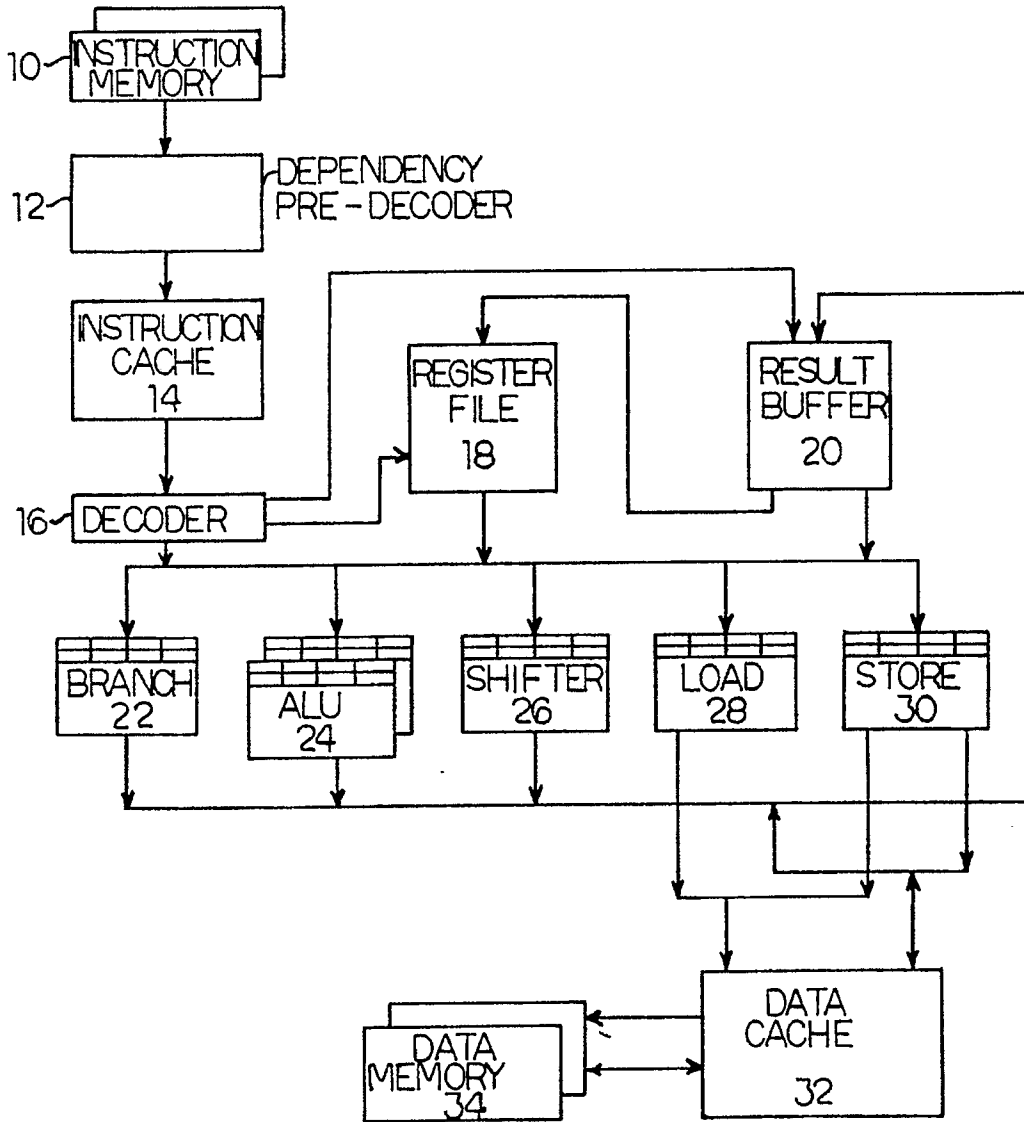 10
INSTRUCTION
MEMORY
12
DEPENDENCY
PRE-DECODER
INSTRUCTION
CACHE
14
REGISTER
FILE
18
RESULT
BUFFER
20
16
DECODER
BRANCH
22
ALU
24
SHIFTER
26
LOAD
28
STORE
30
DATA
CACHE
32
DATA
MEMORY
34